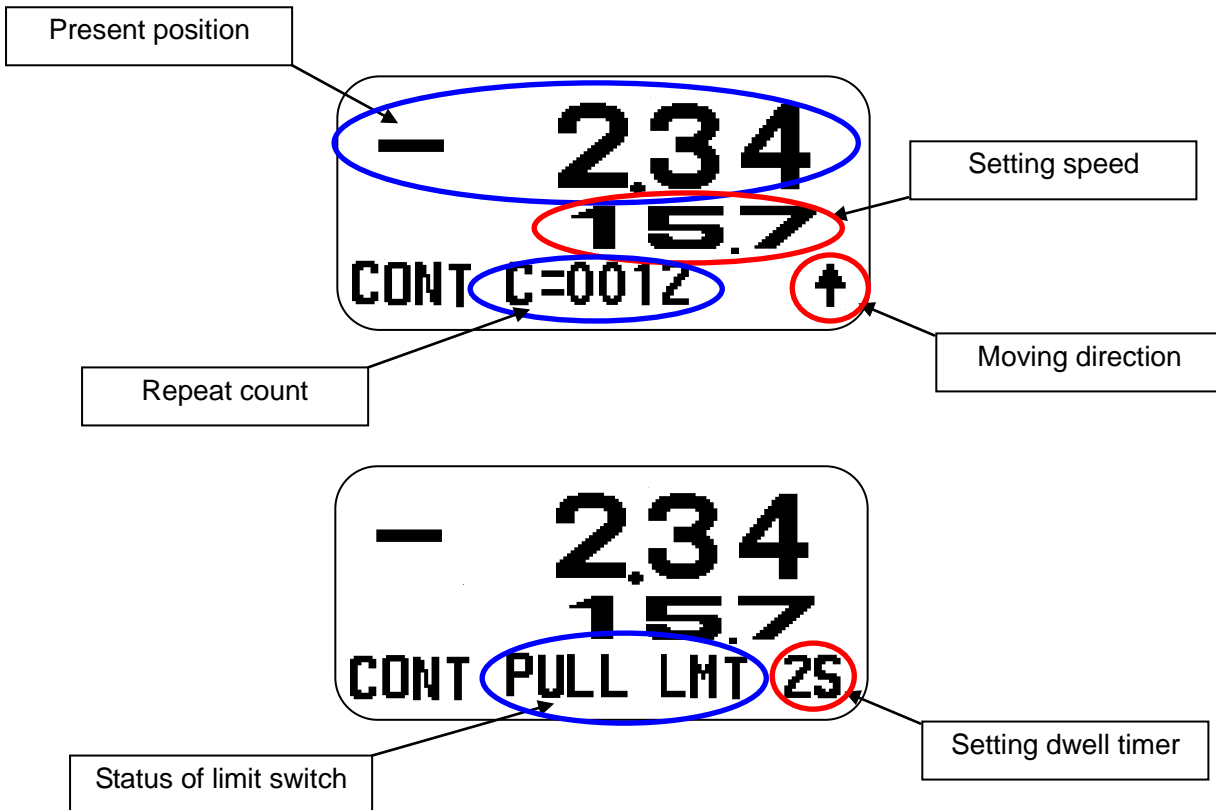 Present position
– 2.34
Setting speed
15.7
CONT C=0012 ↑
Moving direction
Repeat count
– 2.34
15.7
CONT PULL LMT 2S
Setting dwell timer
Status of limit switch